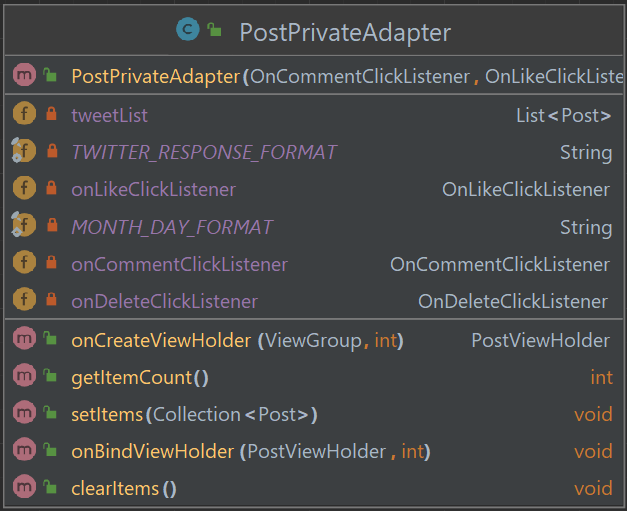 C PostPrivateAdapter
m PostPrivateAdapter(OnCommentClickListener, OnLikeClickListe
f tweetList List<Post>
f TWITTER_RESPONSE_FORMAT String
f onLikeClickListener OnLikeClickListener
f MONTH_DAY_FORMAT String
f onCommentClickListener OnCommentClickListener
f onDeleteClickListener OnDeleteClickListener
m onCreateViewHolder (ViewGroup, int) PostViewHolder
m getItemCount() int
m setItems(Collection<Post>) void
m onBindViewHolder (PostViewHolder, int) void
m clearItems() void